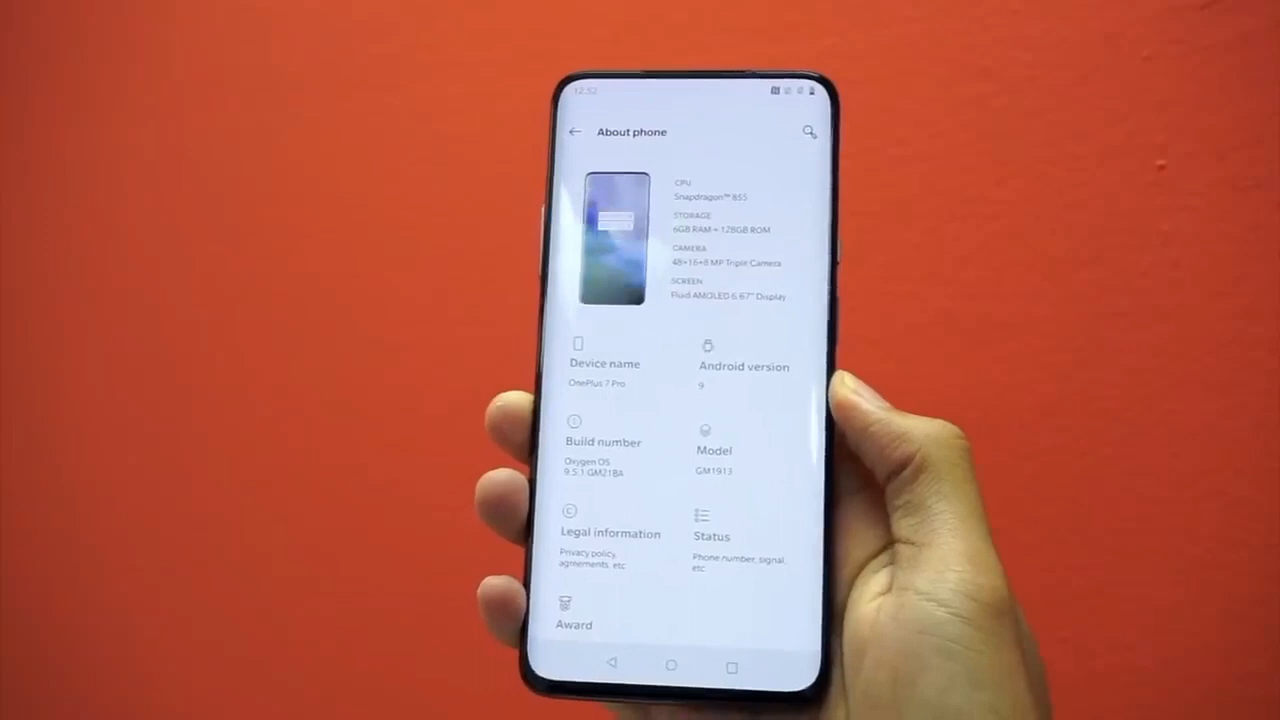 12:52
About phone
CPU
Snapdragon™ 855
STORAGE
6GB RAM + 128GB ROM
CAMERA
48+16+8 MP Triple Camera
SCREEN
Fluid AMOLED 6.67" Display
Device name
OnePlus 7 Pro
Android version
9
Build number
Oxygen OS
9.5.1.GM21BA
Model
GM1913
Legal information
Privacy policy,
agreements, etc.
Status
Phone number, signal,
etc.
Award